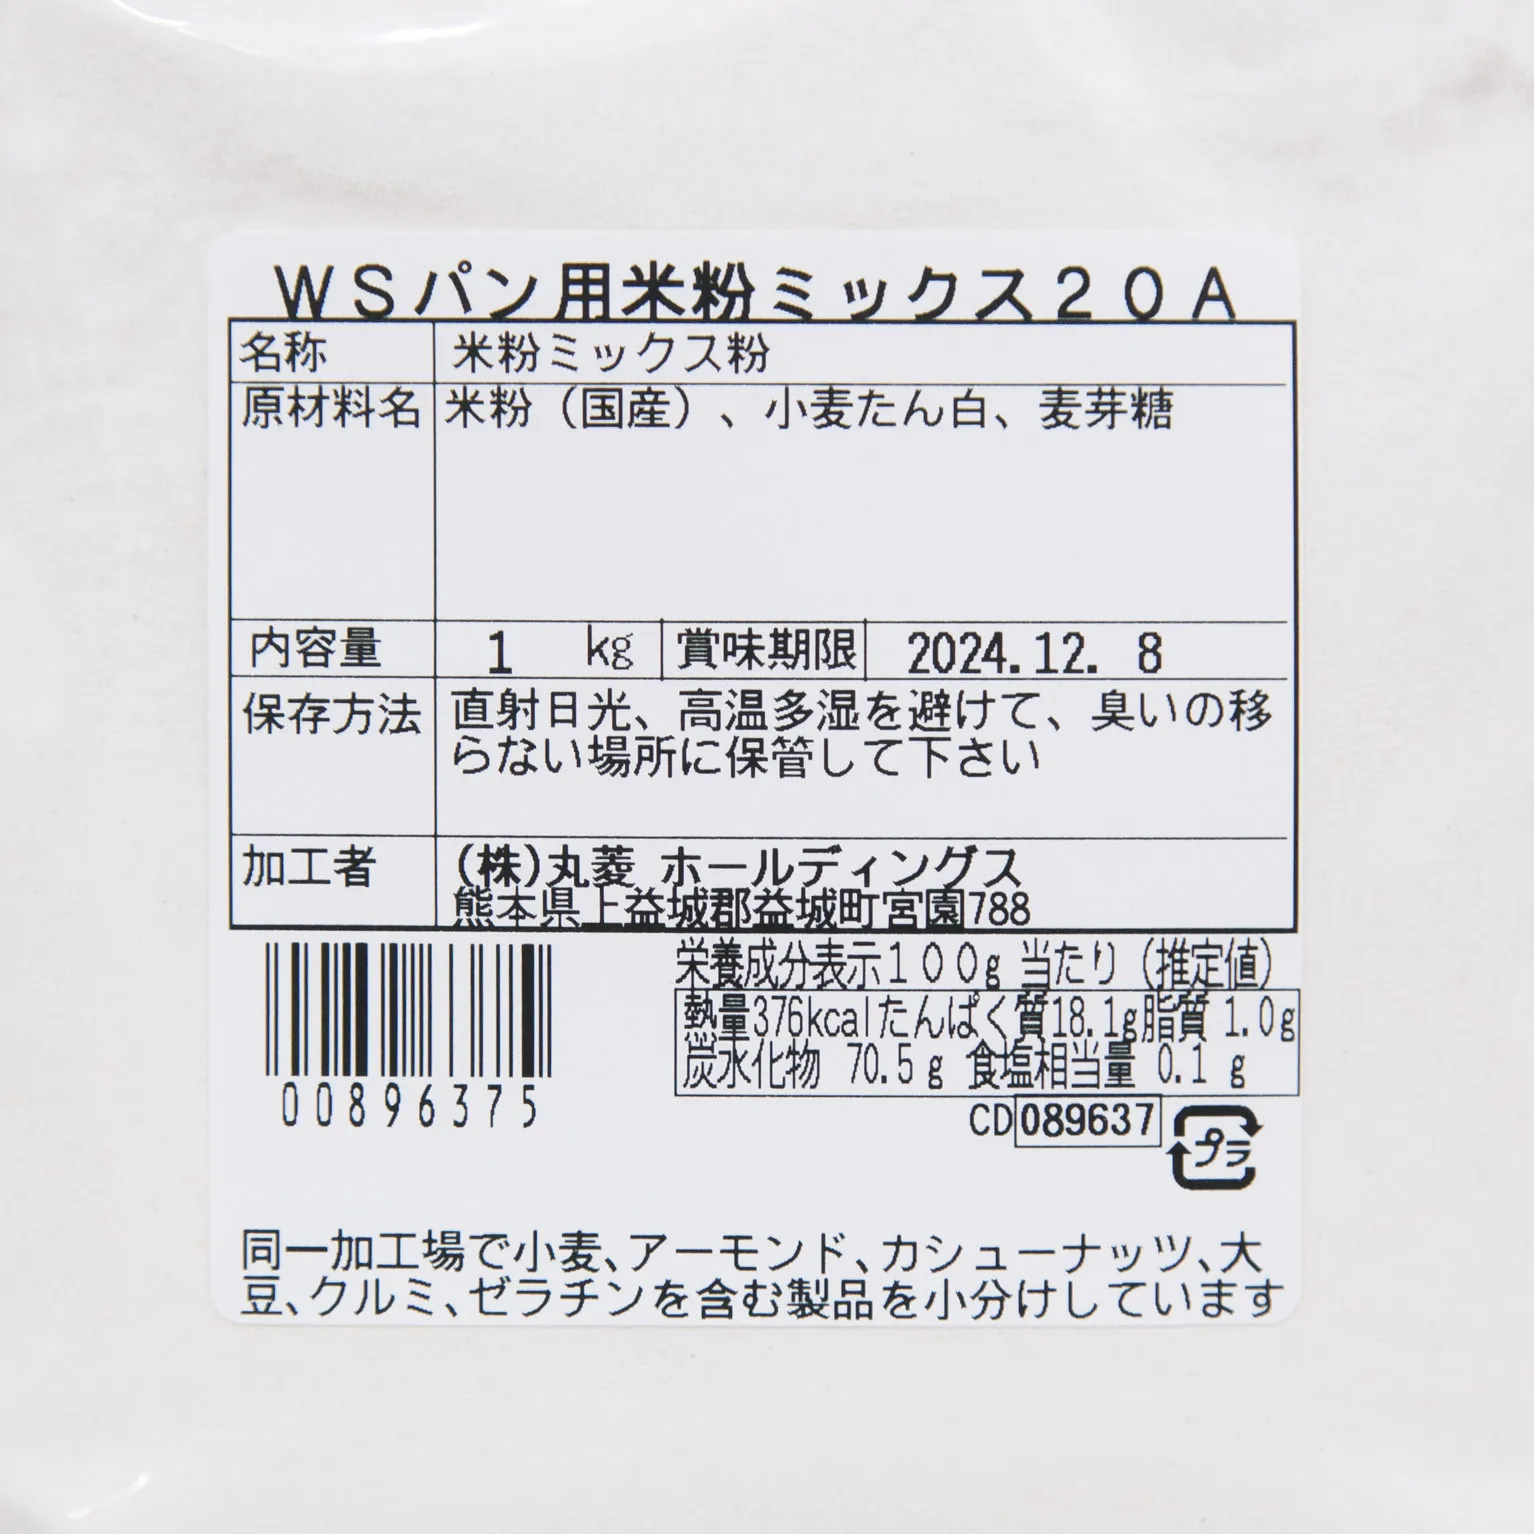 WSパン用米粉ミックス20A
名称 米粉ミックス粉
原材料名 米粉（国産）、小麦たん白、麦芽糖
内容量 1 kg 賞味期限 2024.12. 8
保存方法 直射日光、高温多湿を避けて、臭いの移
らない場所に保管して下さい
加工者 (株)丸菱 ホールディングス
熊本県上益城郡益城町宮園788
栄養成分表示100g 当たり（推定値）
熱量376kcalたんぱく質18.1g脂質 1.0g
炭水化物 70.5g 食塩相当量 0.1 g
00896375
CD 089637
プラ
同一加工場で小麦、アーモンド、カシューナッツ、大
豆、クルミ、ゼラチンを含む製品を小分けしています